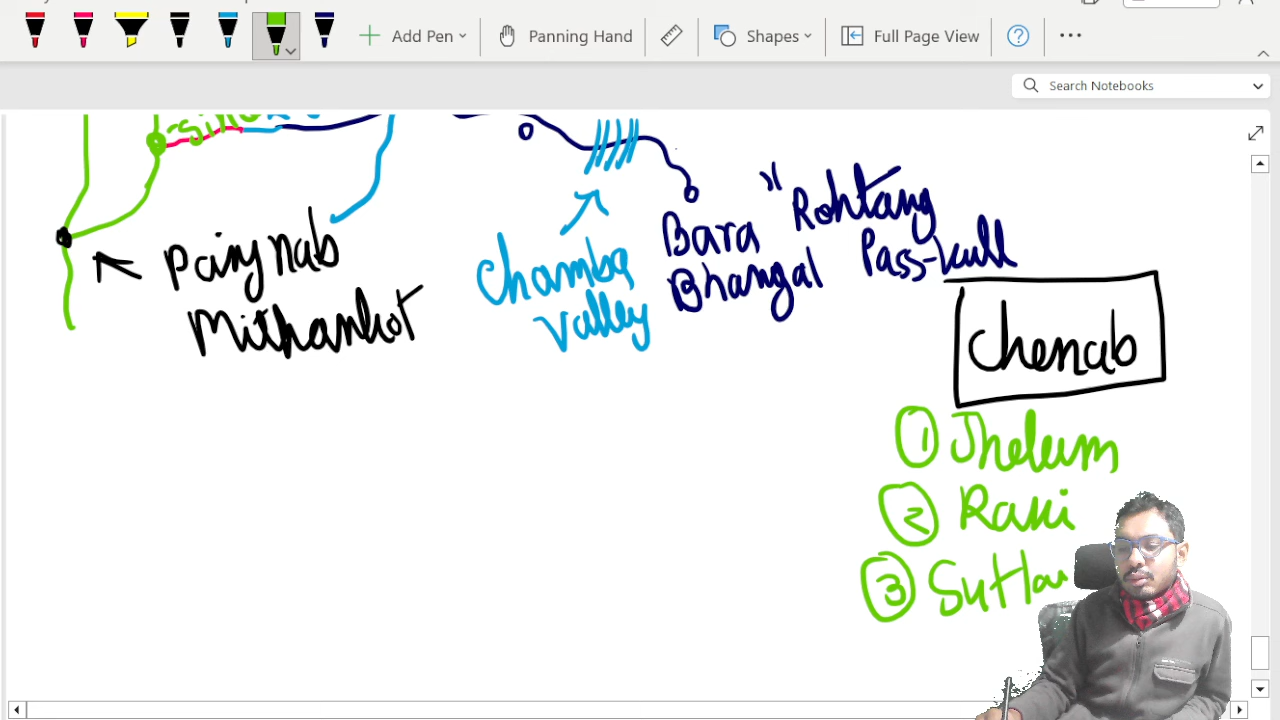 Add Pen
Panning Hand
Shapes
Full Page View
Search Notebooks
Panjnab
Mithankot
Chamba
Valley
Bara
Bhangal
Rohtang
Pass-kull
Chenab
1 Jhelum
2 Ravi
3